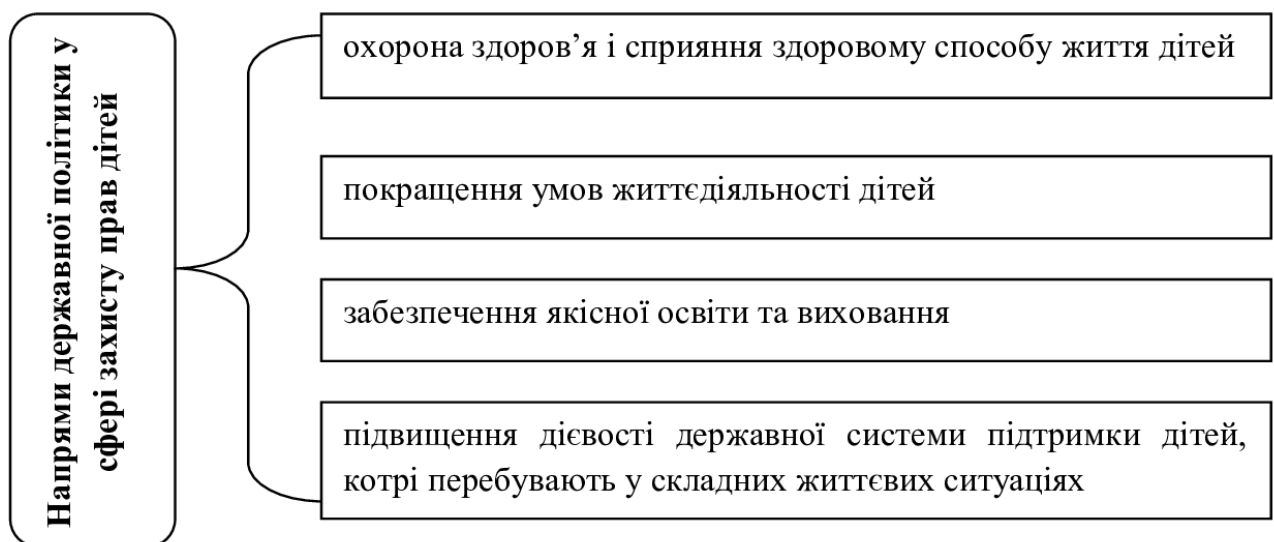 Напрями державної політики у
сфері захисту прав дітей
охорона здоров’я і сприяння здоровому способу життя дітей
покращення умов життєдіяльності дітей
забезпечення якісної освіти та виховання
підвищення дієвості державної системи підтримки дітей,
котрі перебувають у складних життєвих ситуаціях